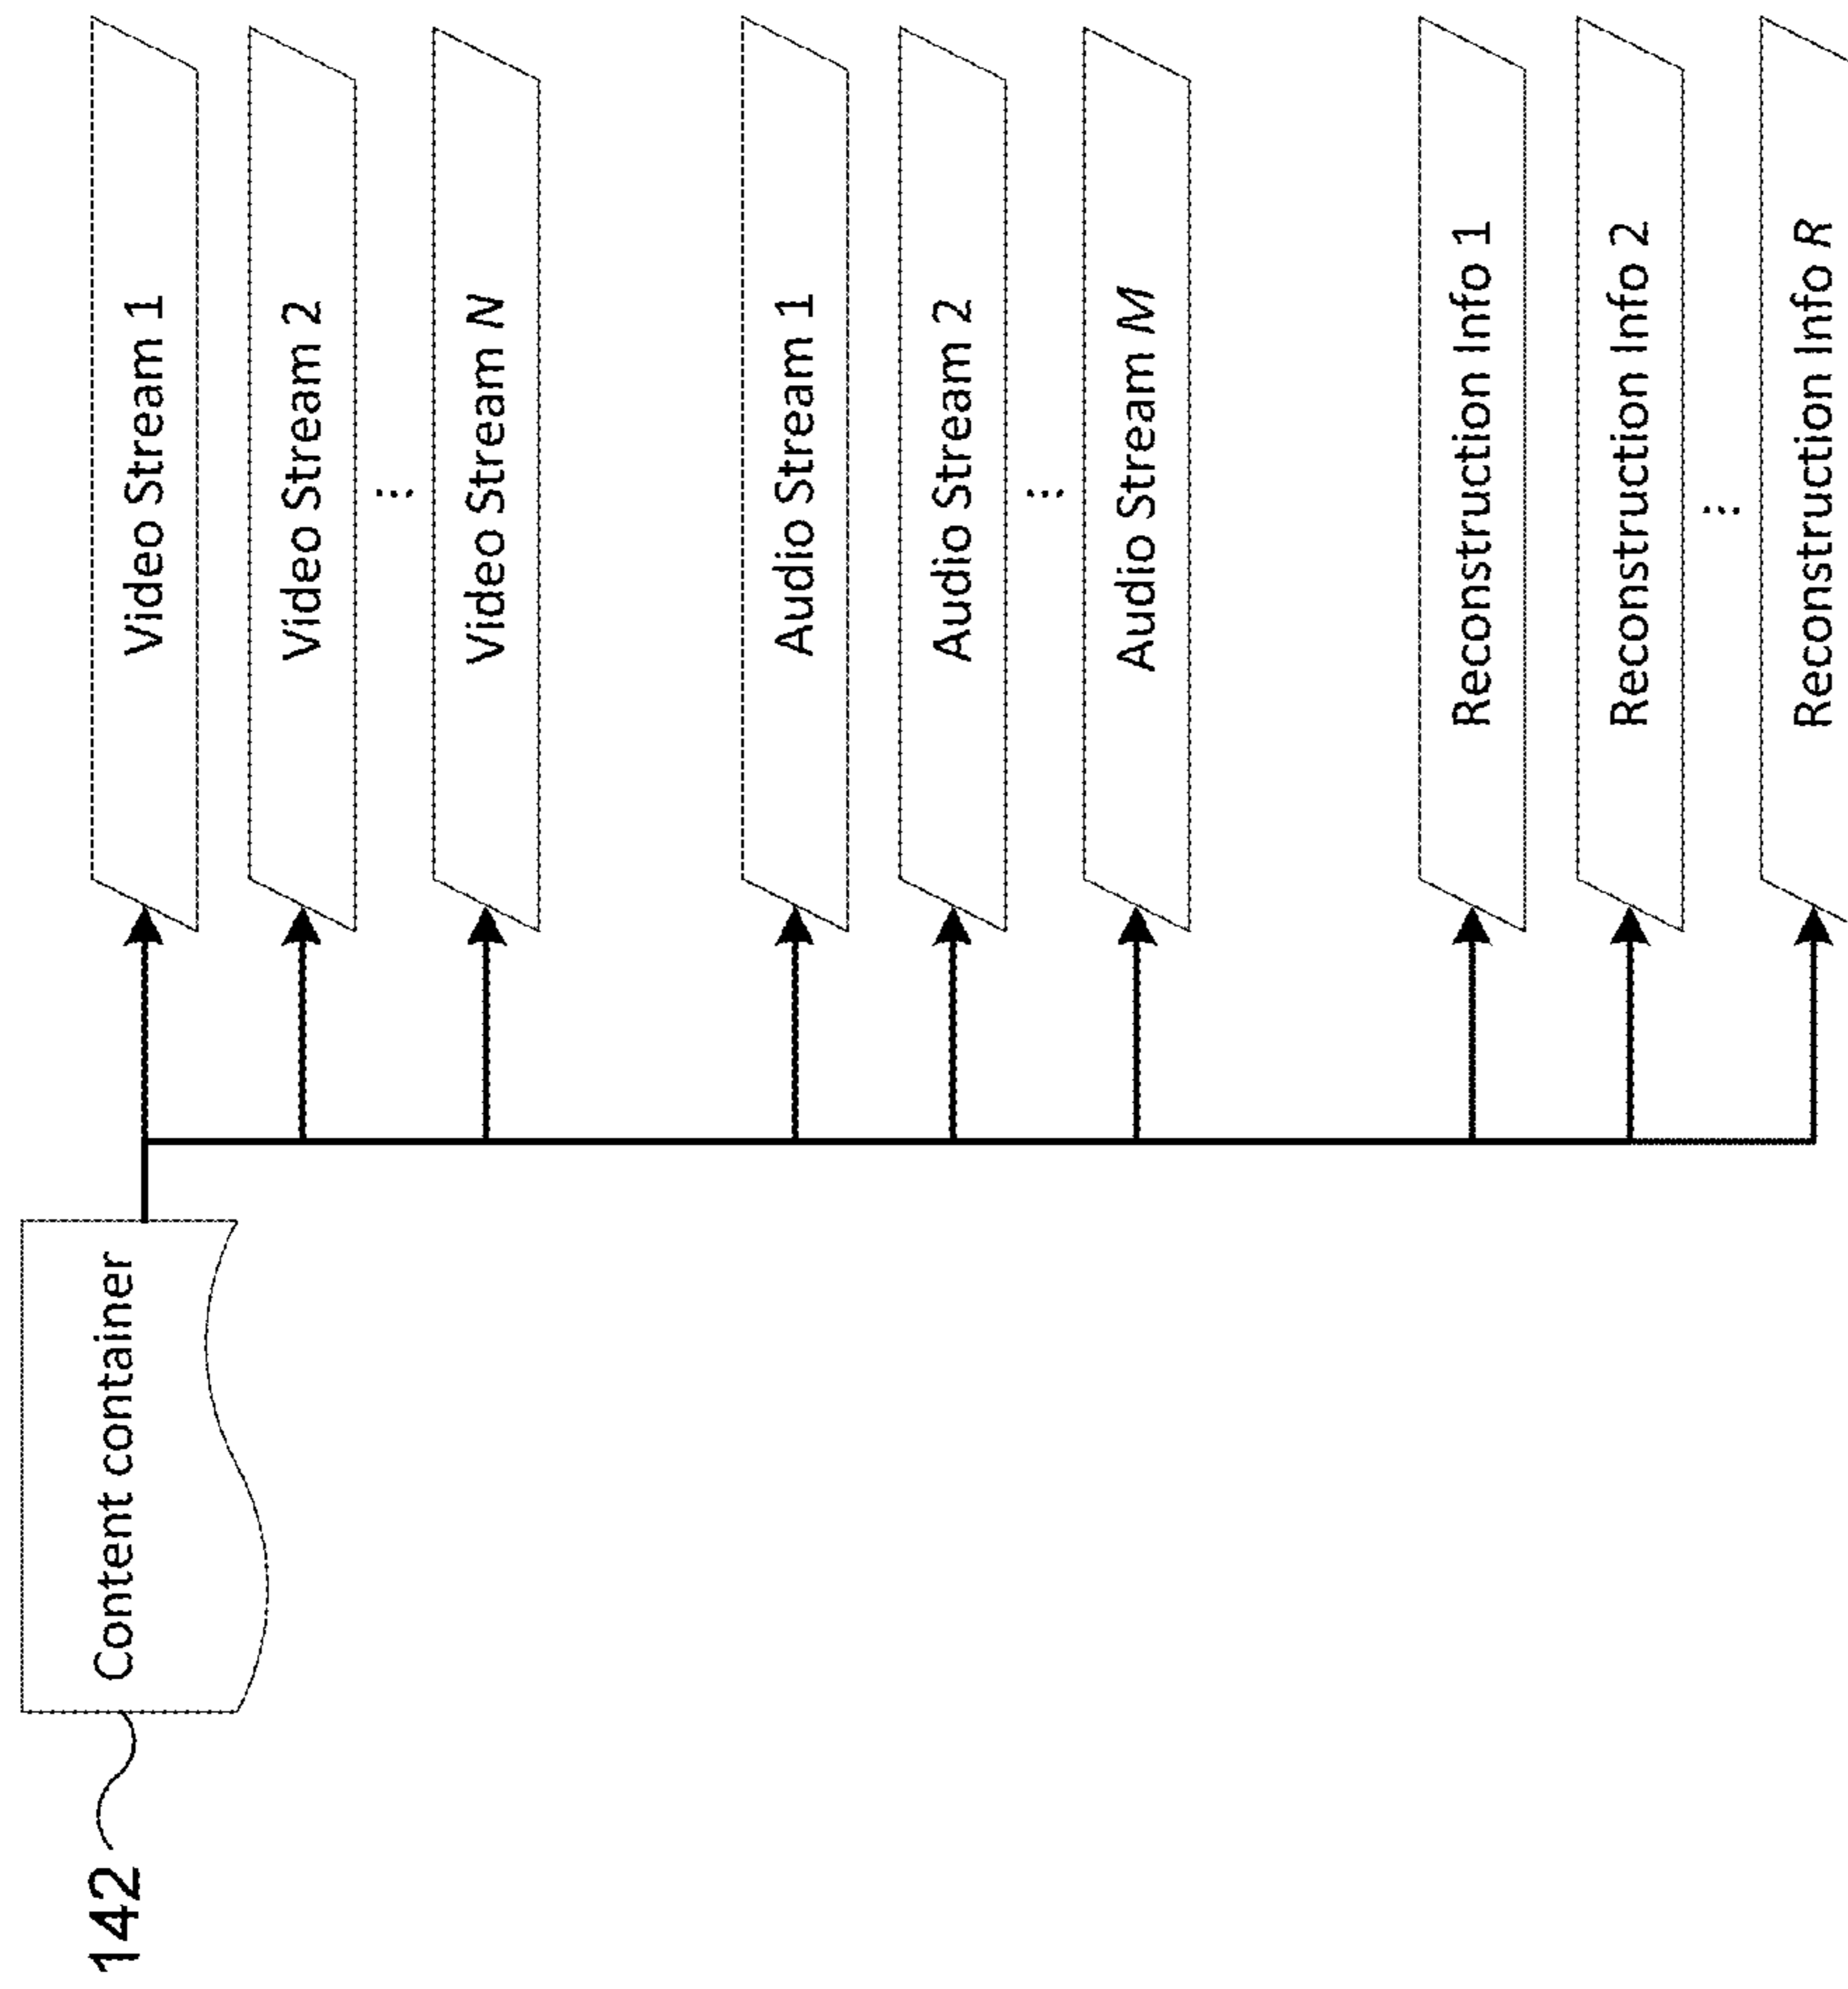 142
Content container
Video Stream 1
Video Stream 2
...
Video Stream N
Audio Stream 1
Audio Stream 2
...
Audio Stream M
Reconstruction Info 1
Reconstruction Info 2
...
Reconstruction Info R